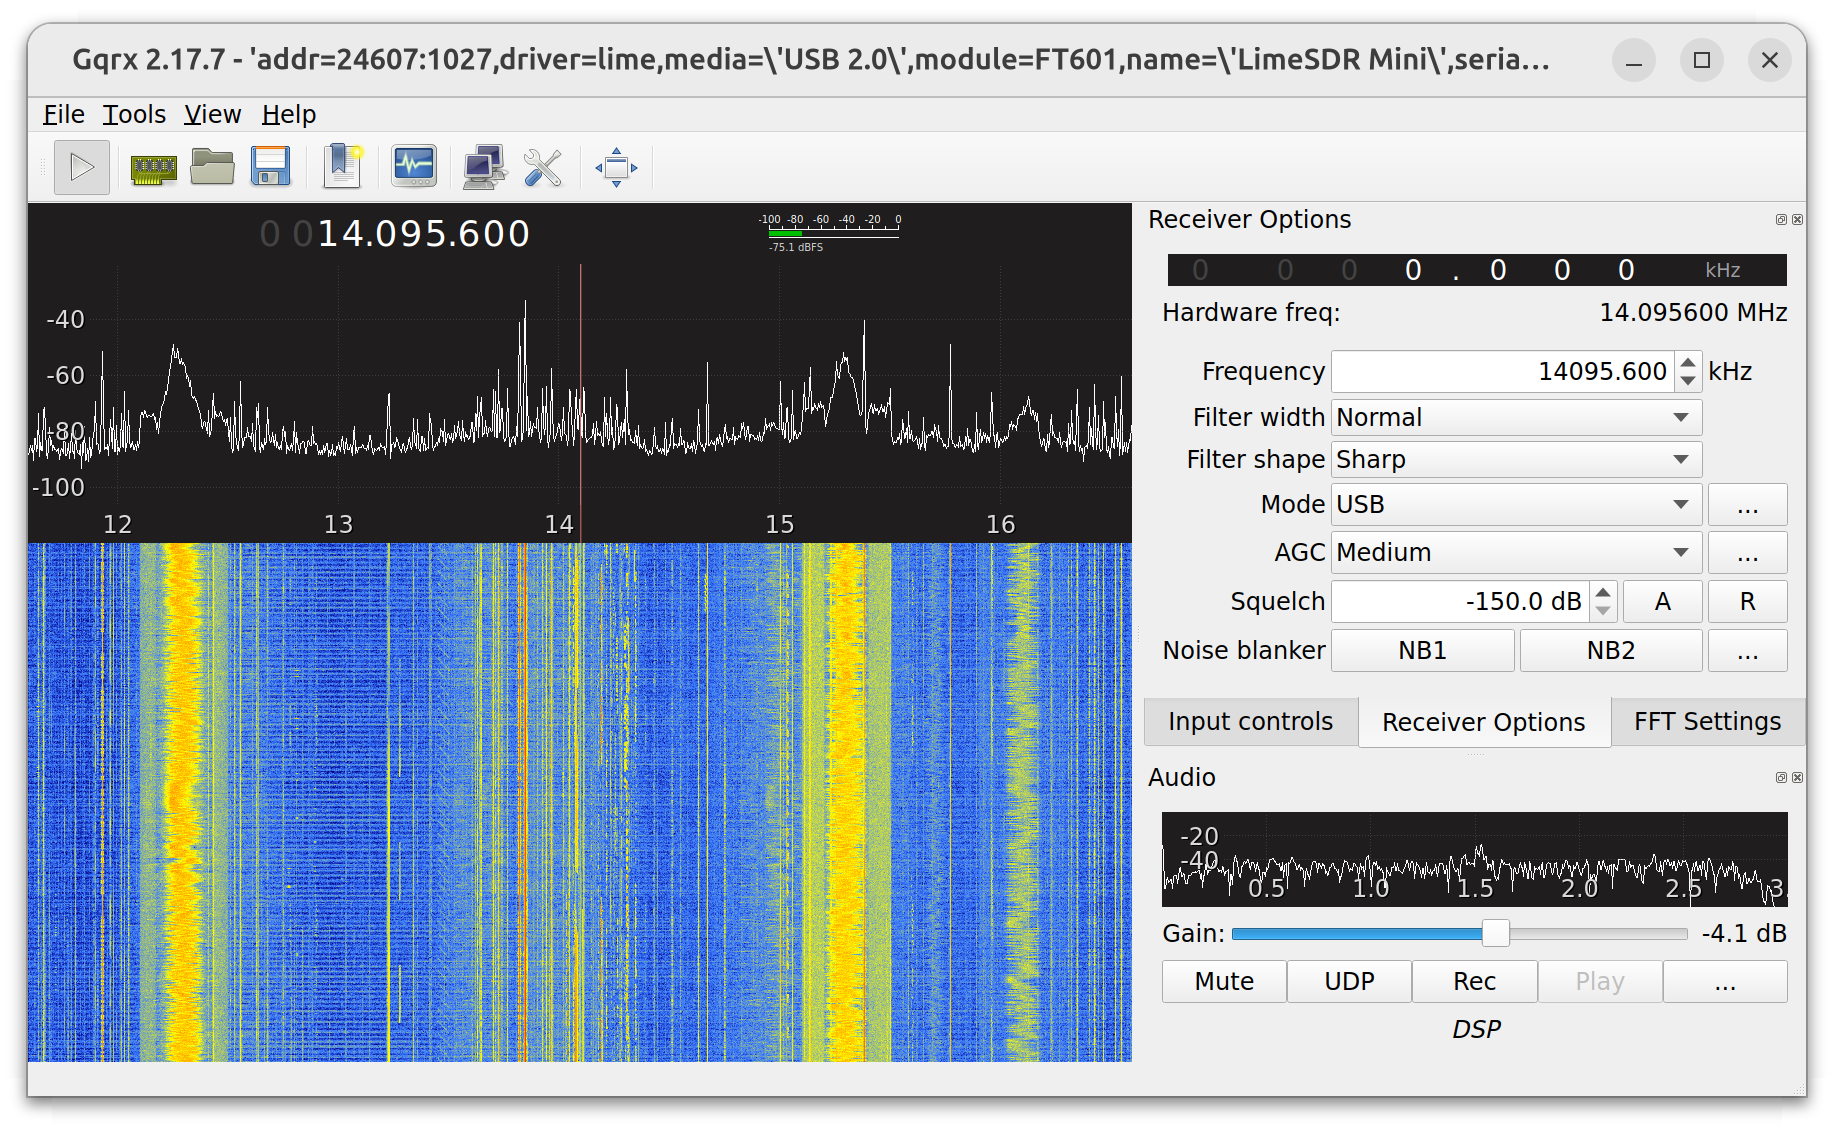 Gqrx 2.17.7 - 'addr=24607:1027,driver=lime,media=\'USB 2.0\',module=FT601,name=\'LimeSDR Mini\',seria...
File Tools View Help
0 014.095.600
-100 -80 -60 -40 -20 0
-75.1 dBFS
-40
-60
-80
-100
12 13 14 15 16
Receiver Options
0 0 0 0 . 0 0 0 kHz
Hardware freq: 14.095600 MHz
Frequency 14095.600 kHz
Filter width Normal
Filter shape Sharp
Mode USB ...
AGC Medium ...
Squelch -150.0 dB A R
Noise blanker NB1 NB2 ...
Input controls Receiver Options FFT Settings
Audio
-20
-40
0.5 1.0 1.5 2.0 2.5 3.
Gain: -4.1 dB
Mute UDP Rec Play ...
DSP